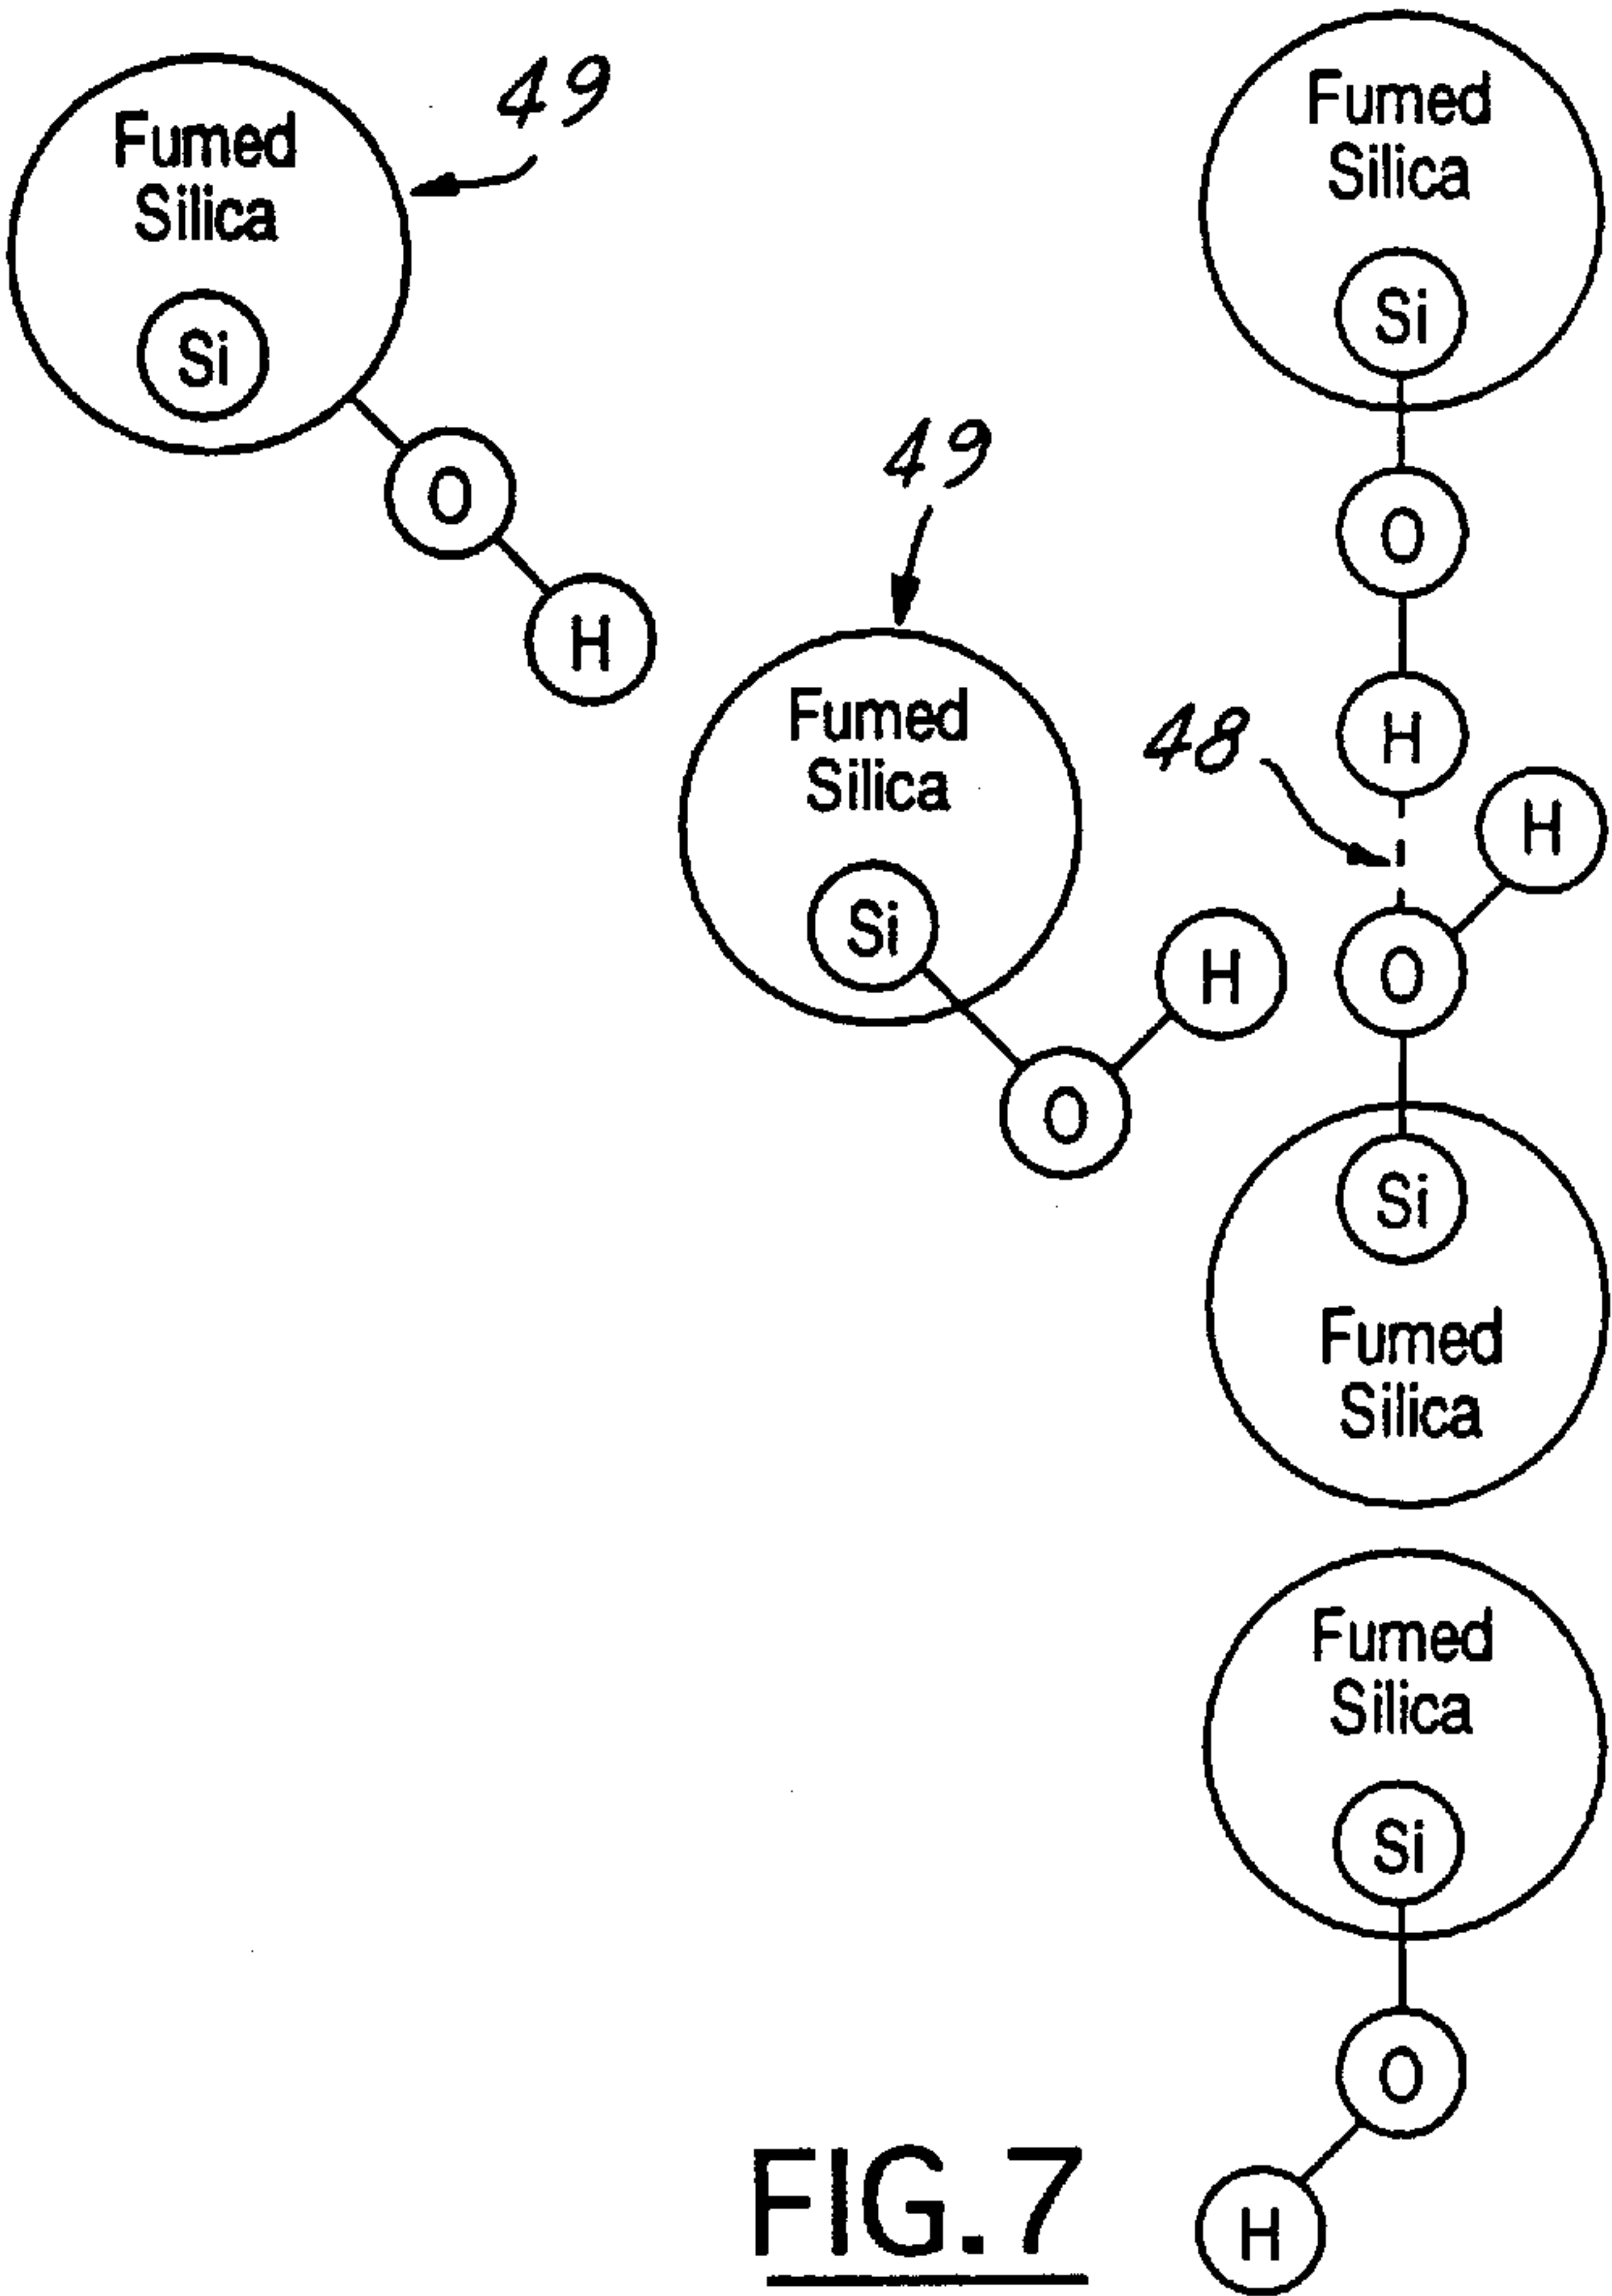 49
Fumed
Silica
Si
O
H
49
Fumed
Silica
Si
H
O
Fumed
Silica
Si
O
H
48
H
O
Si
Fumed
Silica
Fumed
Silica
Si
O
H
FIG.7